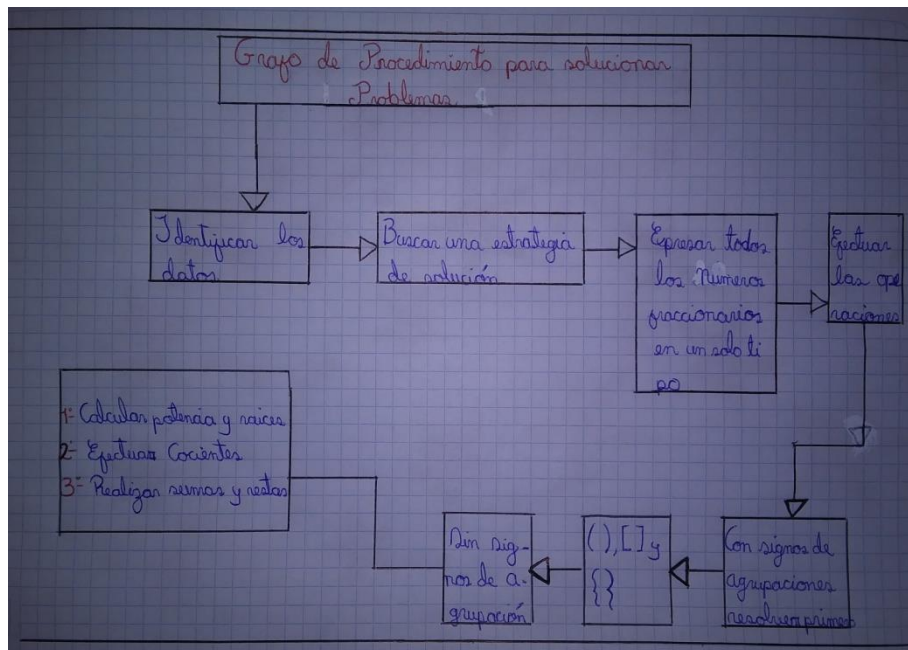 Grafo de Procedimiento para solucionar
Problemas.
Identificar los
datos
Buscar una estrategia
de solución
Epresar todos
los Numeros
fraccionarios
en un solo ti
po
Efectuar
las ope
raciones
Con signos de
agrupaciones
resolver primero
( ), [ ] y
{ }
Sin sig-
nos de a-
grupación
1- Calcular potencia y raices
2- Efectuar Cocientes
3- Realizar sumas y restas